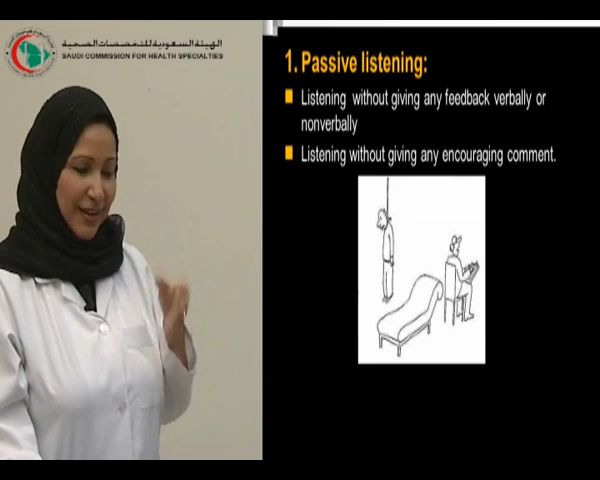 الهيئة السعودية للتخصصات الصحية
SAUDI COMMISSION FOR HEALTH SPECIALTIES
1. Passive listening:
Listening without giving any feedback verbally or
nonverbally
Listening without giving any encouraging comment.